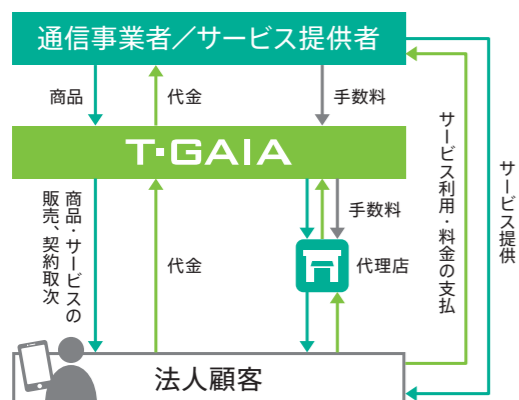 通信事業者／サービス提供者
商品
代金
手数料
T-GAIA
商品・サービスの
販売、契約取次
代金
手数料
代理店
サービス利用・料金の支払
サービス提供
法人顧客